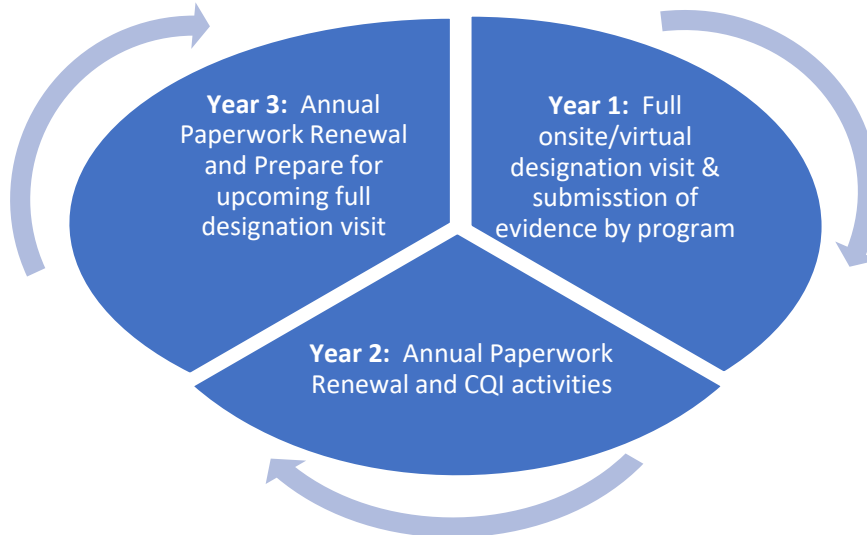 Year 3: Annual
Paperwork Renewal
and Prepare for
upcoming full
designation visit
Year 1: Full
onsite/virtual
designation visit &
submisstion of
evidence by program
Year 2: Annual Paperwork
Renewal and CQI activities